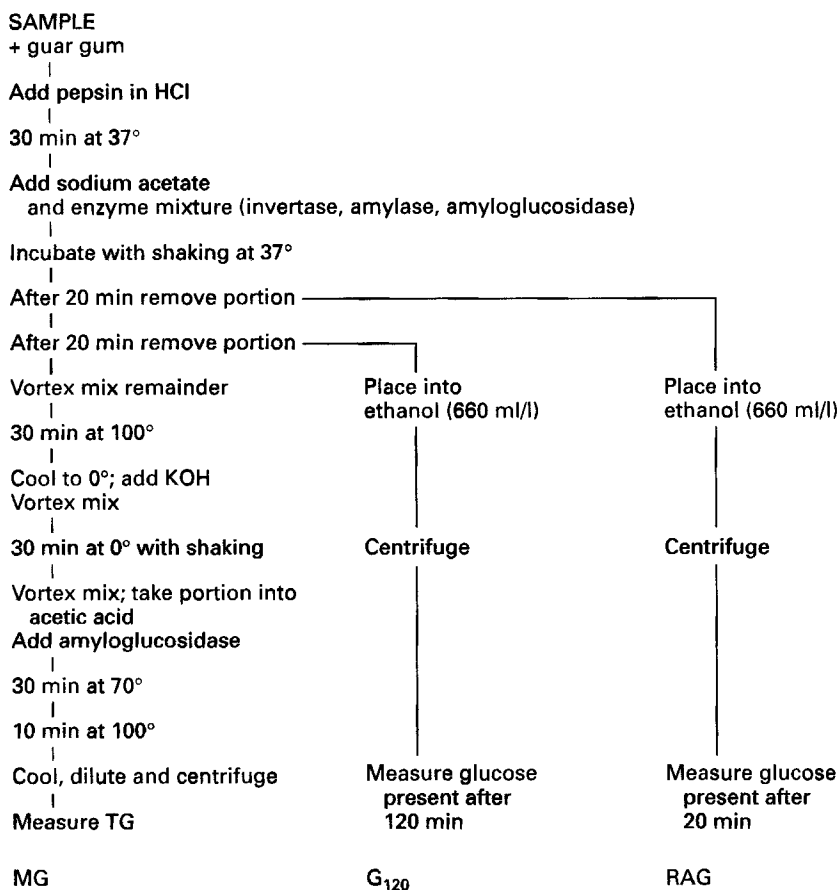 SAMPLE
+ guar gum
Add pepsin in HCl
30 min at 37°
Add sodium acetate
and enzyme mixture (invertase, amylase, amyloglucosidase)
Incubate with shaking at 37°
After 20 min remove portion
After 20 min remove portion
Vortex mix remainder
30 min at 100°
Cool to 0°; add KOH
Vortex mix
30 min at 0° with shaking
Vortex mix; take portion into
acetic acid
Add amyloglucosidase
30 min at 70°
10 min at 100°
Cool, dilute and centrifuge
Measure TG
MG
Place into
ethanol (660 ml/l)
Centrifuge
Measure glucose
present after
120 min
G₁₂₀
Place into
ethanol (660 ml/l)
Centrifuge
Measure glucose
present after
20 min
RAG